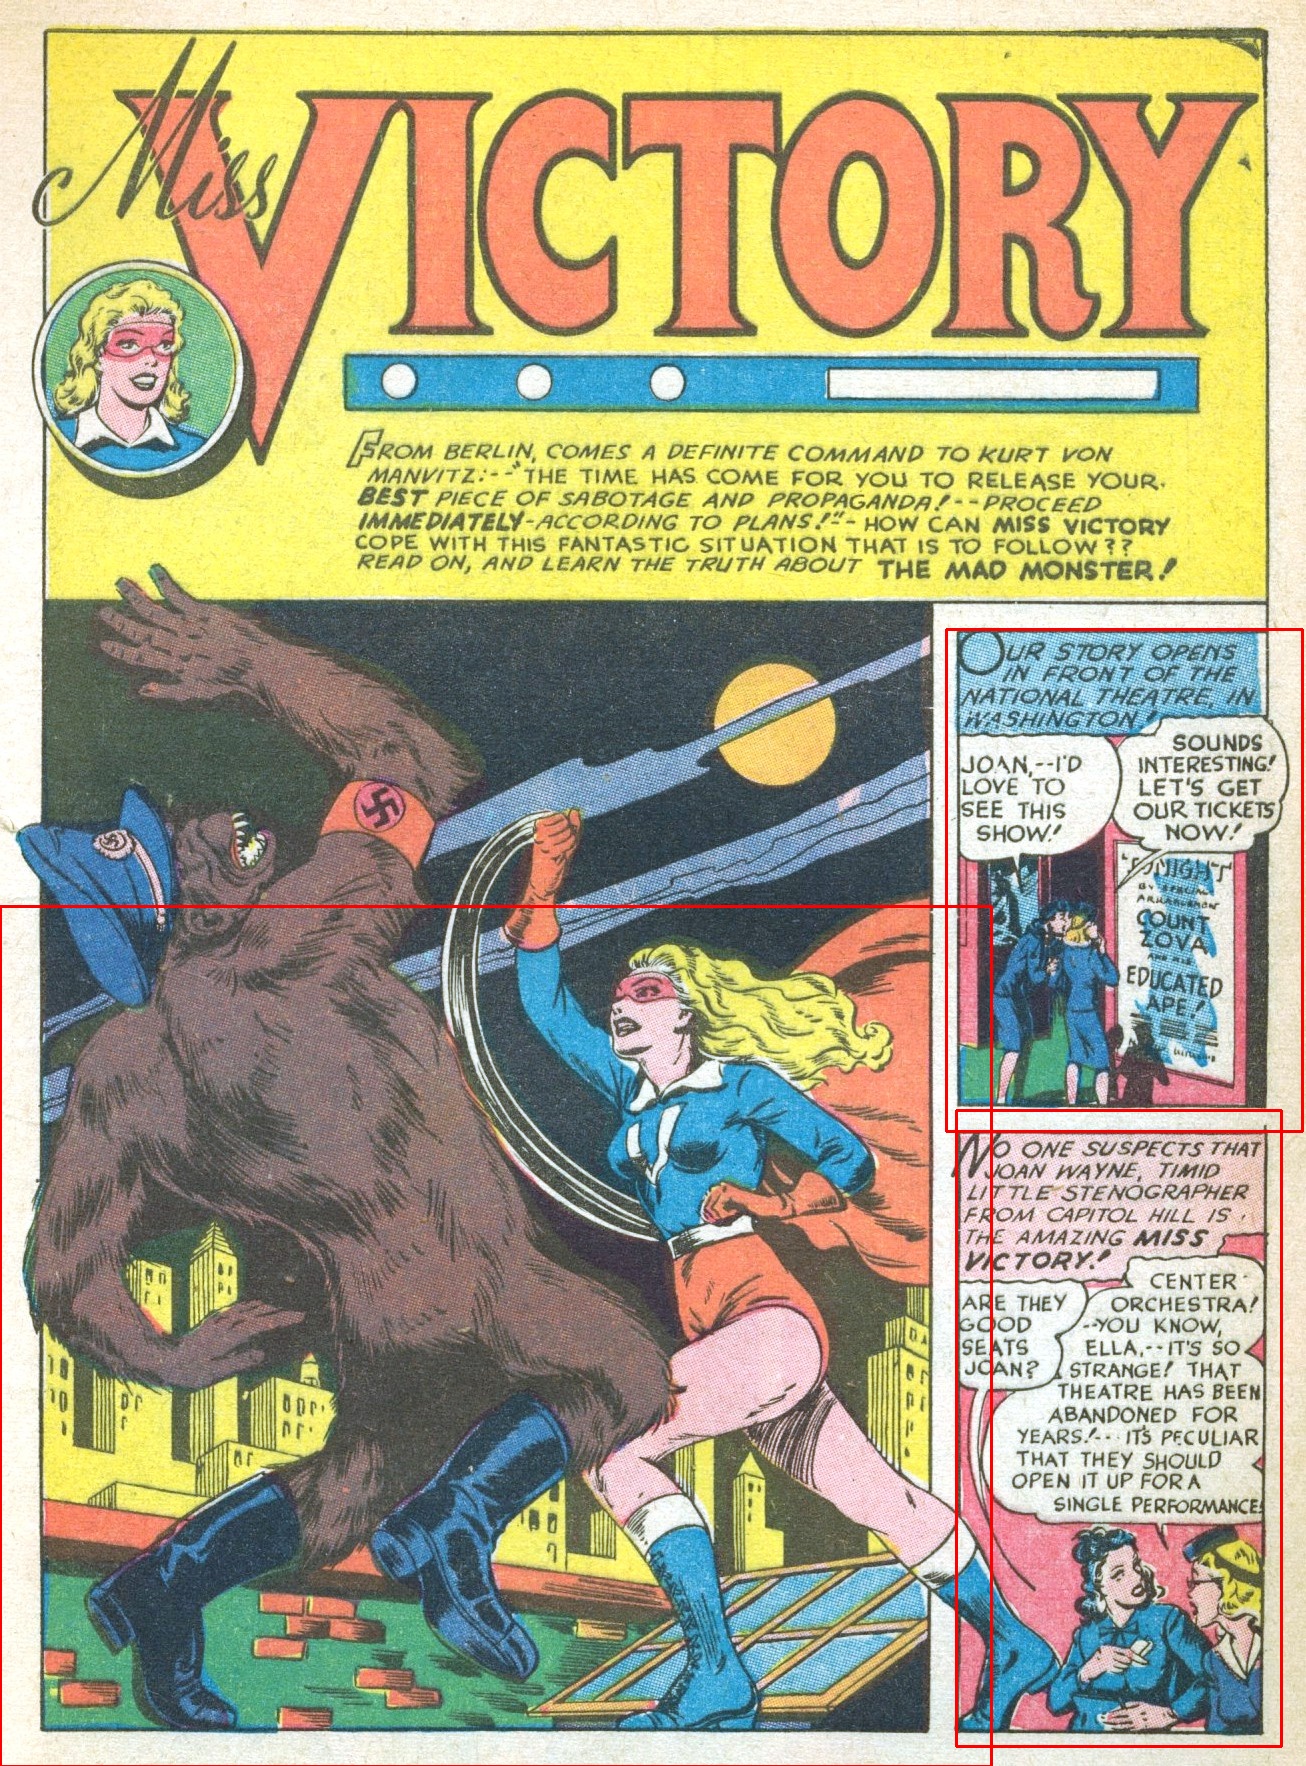 Miss
VICTORY
FROM BERLIN, COMES A DEFINITE COMMAND TO KURT VON
MANVITZ:--"THE TIME HAS COME FOR YOU TO RELEASE YOUR
BEST PIECE OF SABOTAGE AND PROPAGANDA!--PROCEED
IMMEDIATELY-ACCORDING TO PLANS!"- HOW CAN MISS VICTORY
COPE WITH THIS FANTASTIC SITUATION THAT IS TO FOLLOW??
READ ON, AND LEARN THE TRUTH ABOUT THE MAD MONSTER!
OUR STORY OPENS
IN FRONT OF THE
NATIONAL THEATRE, IN
WASHINGTON!
JOAN,--I'D
LOVE TO
SEE THIS
SHOW!
SOUNDS
INTERESTING!
LET'S GET
OUR TICKETS
NOW!
TONIGHT
BY SPECIAL
ARRANGEMENT
COUNT
ZOVA
AND HIS
EDUCATED
APE!
NO ONE SUSPECTS THAT
JOAN WAYNE, TIMID
LITTLE STENOGRAPHER
FROM CAPITOL HILL IS
THE AMAZING MISS
VICTORY!
ARE THEY
GOOD
SEATS
JOAN?
CENTER
ORCHESTRA!
--YOU KNOW,
ELLA,--IT'S SO
STRANGE! THAT
THEATRE HAS BEEN
ABANDONED FOR
YEARS!-- IT'S PECULIAR
THAT THEY SHOULD
OPEN IT UP FOR A
SINGLE PERFORMANCE!